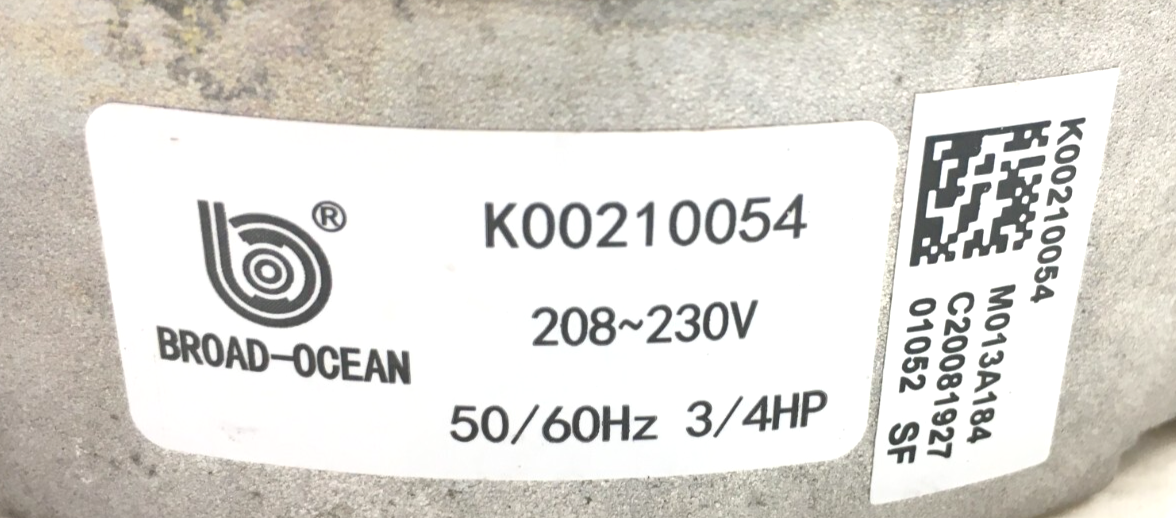 ®
BROAD-OCEAN
K00210054
208~230V
50/60Hz 3/4HP
K00210054
M013A184
C20081927
01052 SF